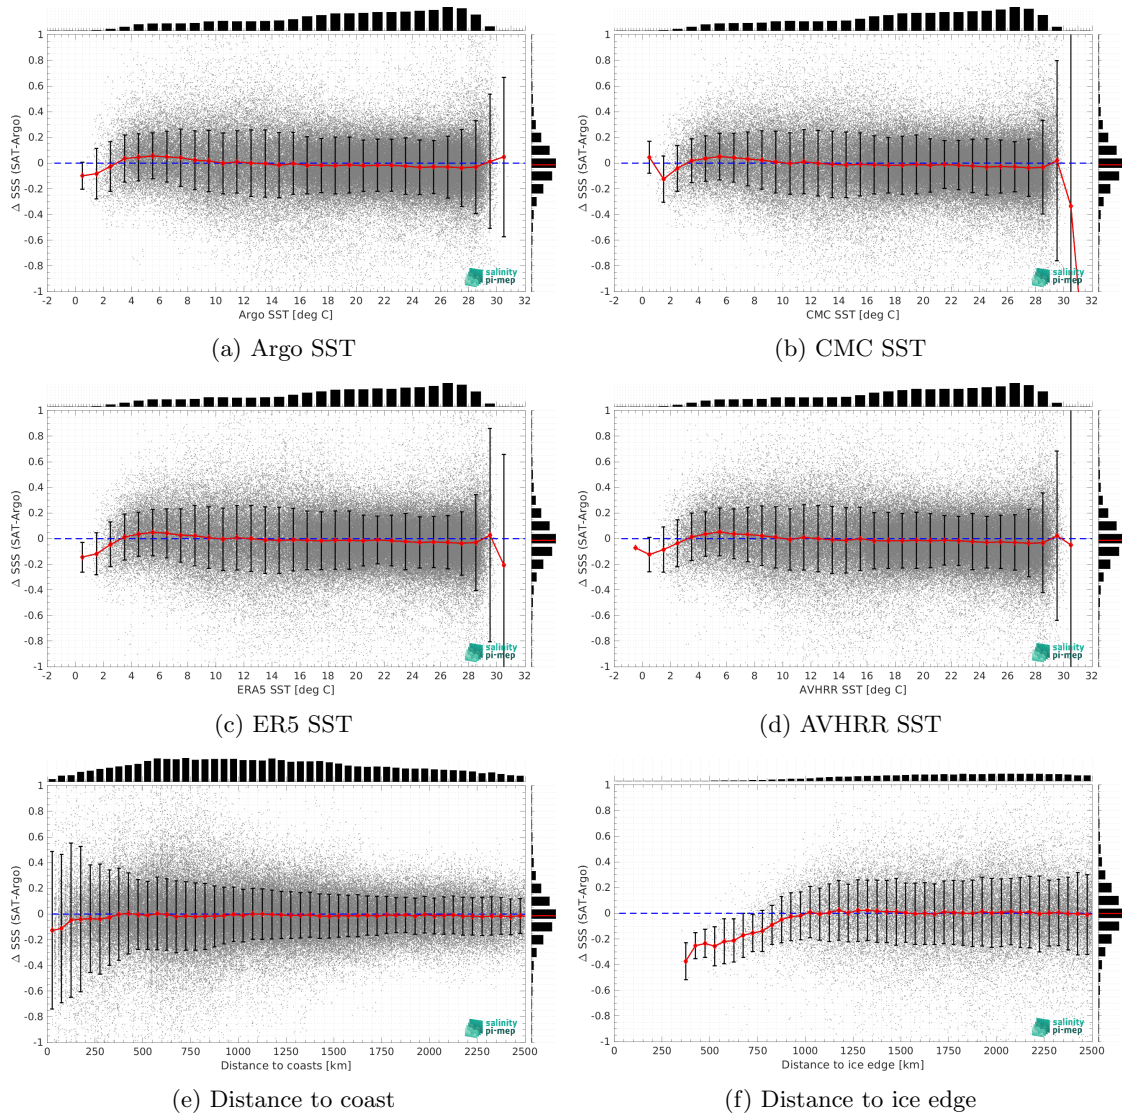 1
0.8
0.6
0.4
0.2
0
-0.2
-0.4
-0.6
-0.8
-1
Δ SSS (SAT-Argo)
-2 0 2 4 6 8 10 12 14 16 18 20 22 24 26 28 30 32
Argo SST [deg C]
salinity
pi-mep
(a) Argo SST
1
0.8
0.6
0.4
0.2
0
-0.2
-0.4
-0.6
-0.8
-1
Δ SSS (SAT-Argo)
-2 0 2 4 6 8 10 12 14 16 18 20 22 24 26 28 30 32
CMC SST [deg C]
salinity
pi-mep
(b) CMC SST
1
0.8
0.6
0.4
0.2
0
-0.2
-0.4
-0.6
-0.8
-1
Δ SSS (SAT-Argo)
-2 0 2 4 6 8 10 12 14 16 18 20 22 24 26 28 30 32
ERA5 SST [deg C]
salinity
pi-mep
(c) ER5 SST
1
0.8
0.6
0.4
0.2
0
-0.2
-0.4
-0.6
-0.8
-1
Δ SSS (SAT-Argo)
-2 0 2 4 6 8 10 12 14 16 18 20 22 24 26 28 30 32
AVHRR SST [deg C]
salinity
pi-mep
(d) AVHRR SST
1
0.8
0.6
0.4
0.2
0
-0.2
-0.4
-0.6
-0.8
-1
Δ SSS (SAT-Argo)
0 250 500 750 1000 1250 1500 1750 2000 2250 2500
Distance to coasts [km]
salinity
pi-mep
(e) Distance to coast
1
0.8
0.6
0.4
0.2
0
-0.2
-0.4
-0.6
-0.8
-1
Δ SSS (SAT-Argo)
0 250 500 750 1000 1250 1500 1750 2000 2250 2500
Distance to ice edge [km]
salinity
pi-mep
(f) Distance to ice edge